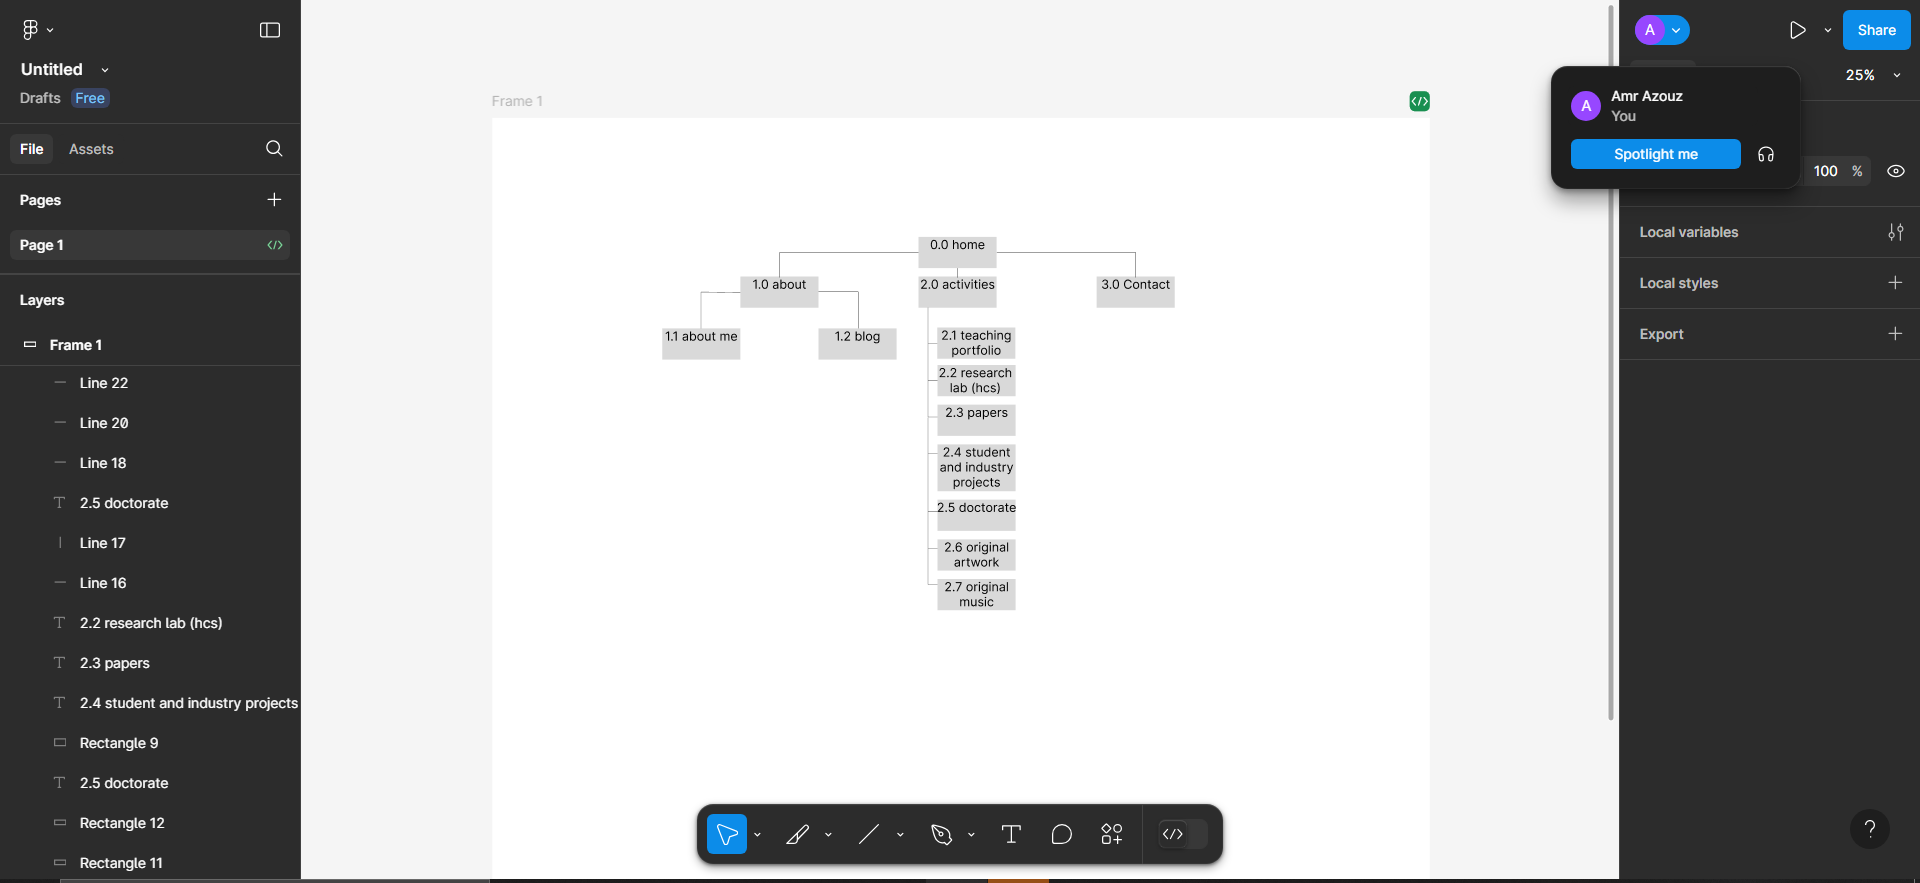 Untitled
Drafts Free
File Assets
Pages
Page 1
Layers
Frame 1
Line 22
Line 20
Line 18
2.5 doctorate
Line 17
Line 16
2.2 research lab (hcs)
2.3 papers
2.4 student and industry projects
Rectangle 9
2.5 doctorate
Rectangle 12
Rectangle 11
Frame 1
0.0 home
1.0 about
2.0 activities
3.0 Contact
1.1 about me
1.2 blog
2.1 teaching
portfolio
2.2 research
lab (hcs)
2.3 papers
2.4 student
and industry
projects
2.5 doctorate
2.6 original
artwork
2.7 original
music
A
Share
25%
A
Amr Azouz
You
Spotlight me
100 %
Local variables
Local styles
Export
?